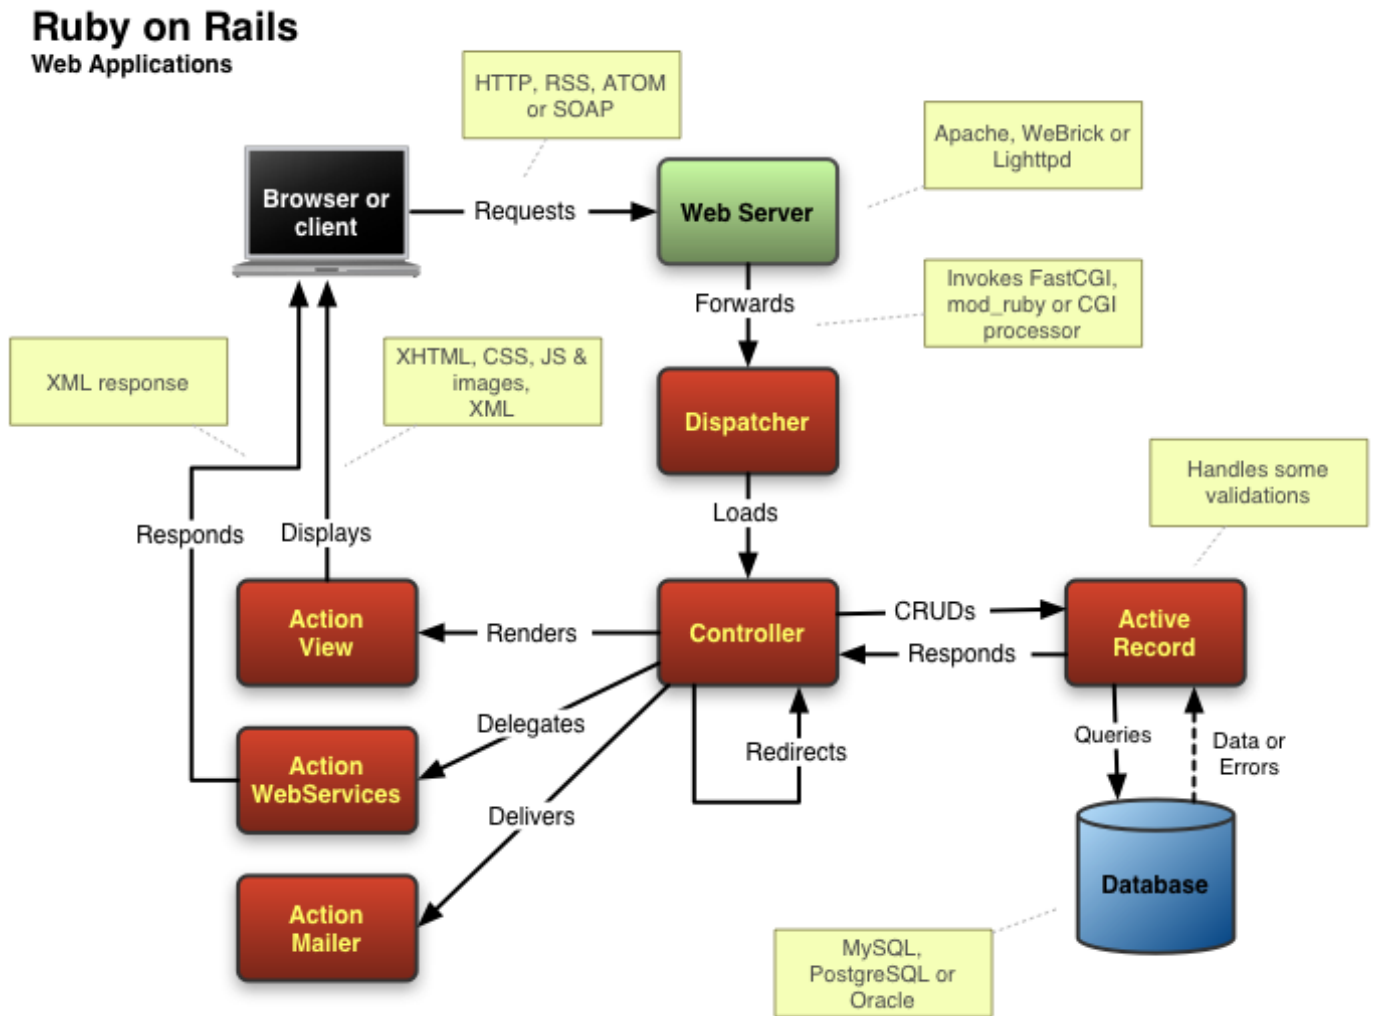 Ruby on Rails
Web Applications
HTTP, RSS, ATOM
or SOAP
Apache, WeBrick or
Lighttpd
Browser or
client
Requests
Web Server
Invokes FastCGI,
mod_ruby or CGI
processor
Forwards
XML response
XHTML, CSS, JS &
images,
XML
Dispatcher
Handles some
validations
Loads
Responds
Displays
Action
View
Renders
Controller
CRUDs
Responds
Active
Record
Delegates
Redirects
Queries
Data or
Errors
Action
WebServices
Delivers
Action
Mailer
Database
MySQL,
PostgreSQL or
Oracle